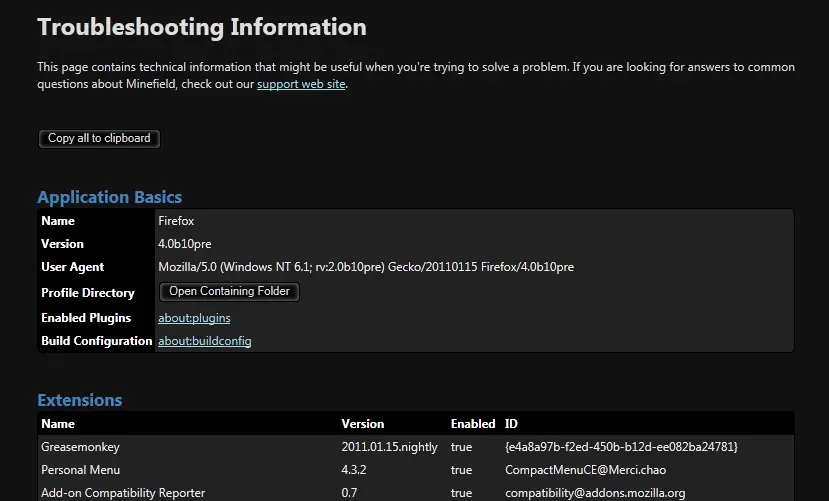 Troubleshooting Information
This page contains technical information that might be useful when you're trying to solve a problem. If you are looking for answers to common
questions about Minefield, check out our support web site.
Copy all to clipboard
Application Basics
Name Firefox
Version 4.0b10pre
User Agent Mozilla/5.0 (Windows NT 6.1; rv:2.0b10pre) Gecko/20110115 Firefox/4.0b10pre
Profile Directory Open Containing Folder
Enabled Plugins about:plugins
Build Configuration about:buildconfig
Extensions
Name Version Enabled ID
Greasemonkey 2011.01.15.nightly true {e4a8a97b-f2ed-450b-b12d-ee082ba24781}
Personal Menu 4.3.2 true CompactMenuCE@Merci.chao
Add-on Compatibility Reporter 0.7 true compatibility@addons.mozilla.org